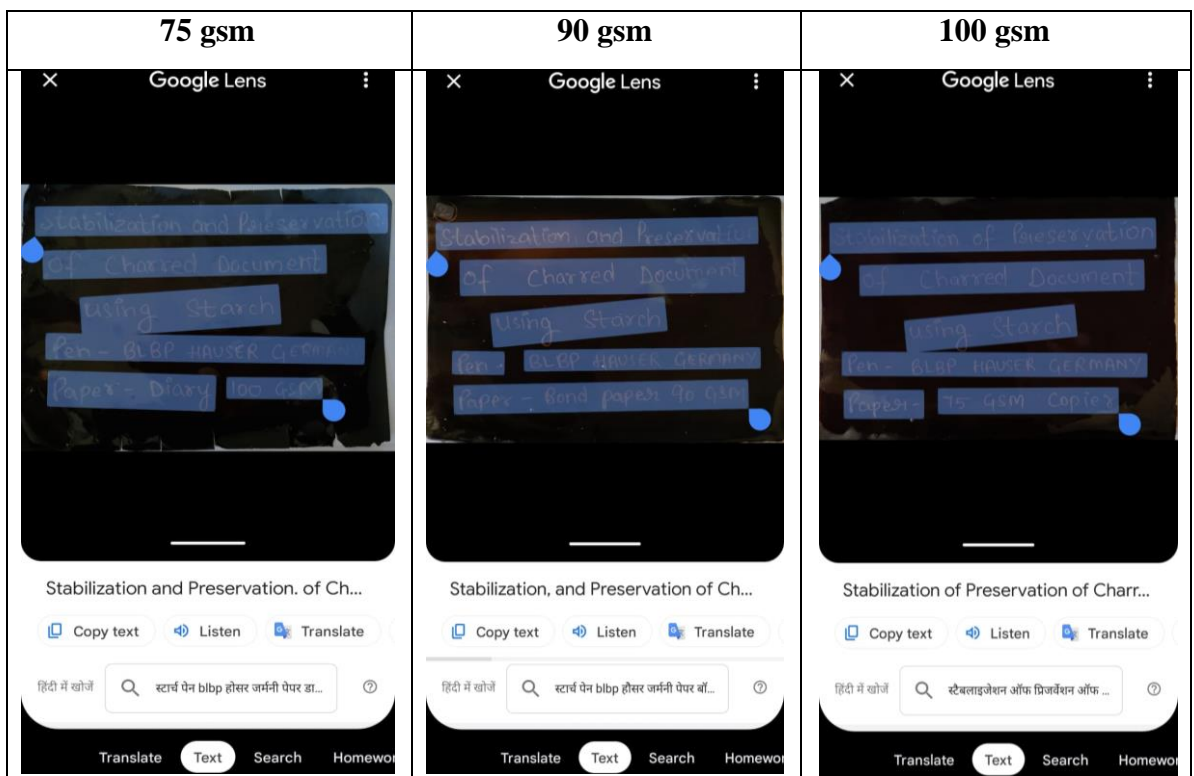 75 gsm 90 gsm 100 gsm
Google Lens
Stabilization and Preservation
of Charred Document
using Starch
Pen - BLBP HAUSER GERMANY
Paper - Diary 100 GSM
Stabilization and Preservation. of Ch...
Copy text Listen Translate
हिंदी में खोजें स्टार्च पेन blbp होसर जर्मनी पेपर डा...
Translate Text Search Homewor
Google Lens
Stabilization and Preservatio
of Charred Document
using Starch
Pen - BLBP HAUSER GERMANY
Paper - Bond paper 90 GSM
Stabilization, and Preservation of Ch...
Copy text Listen Translate
हिंदी में खोजें स्टार्च पेन blbp हौसर जर्मनी पेपर बॉ...
Translate Text Search Homewor
Google Lens
Stabilization of Preservation
of Charred Document
using Starch
Pen - BLBP HAUSER GERMANY
Paper - 75 GSM Copier
Stabilization of Preservation of Charr...
Copy text Listen Translate
हिंदी में खोजें स्टैबलाइजेशन ऑफ प्रिजर्वेशन ऑफ ...
Translate Text Search Homewor